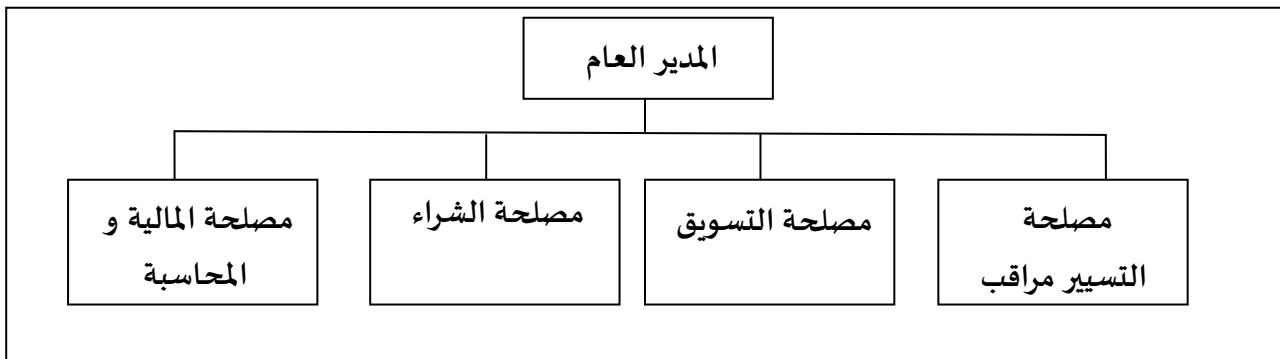 المدير العام
مصلحة
التسيير مراقب
مصلحة التسويق
مصلحة الشراء
مصلحة المالية و
المحاسبة